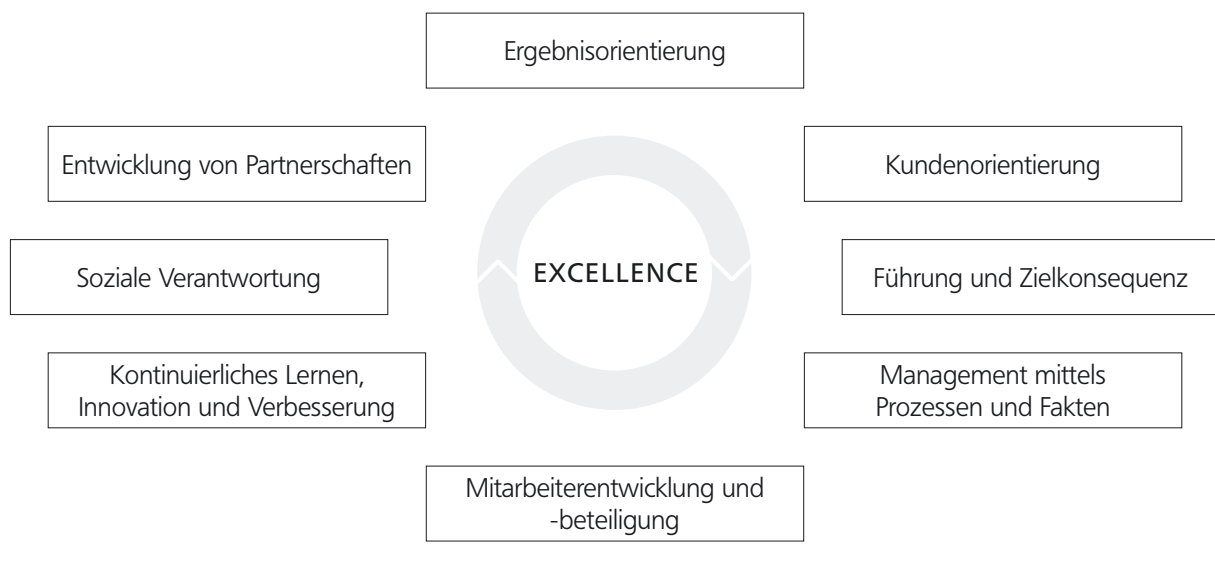 Ergebnisorientierung
Entwicklung von Partnerschaften
Kundenorientierung
Soziale Verantwortung
EXCELLENCE
Führung und Zielkonsequenz
Kontinuierliches Lernen,
Innovation und Verbesserung
Management mittels
Prozessen und Fakten
Mitarbeiterentwicklung und
-beteiligung